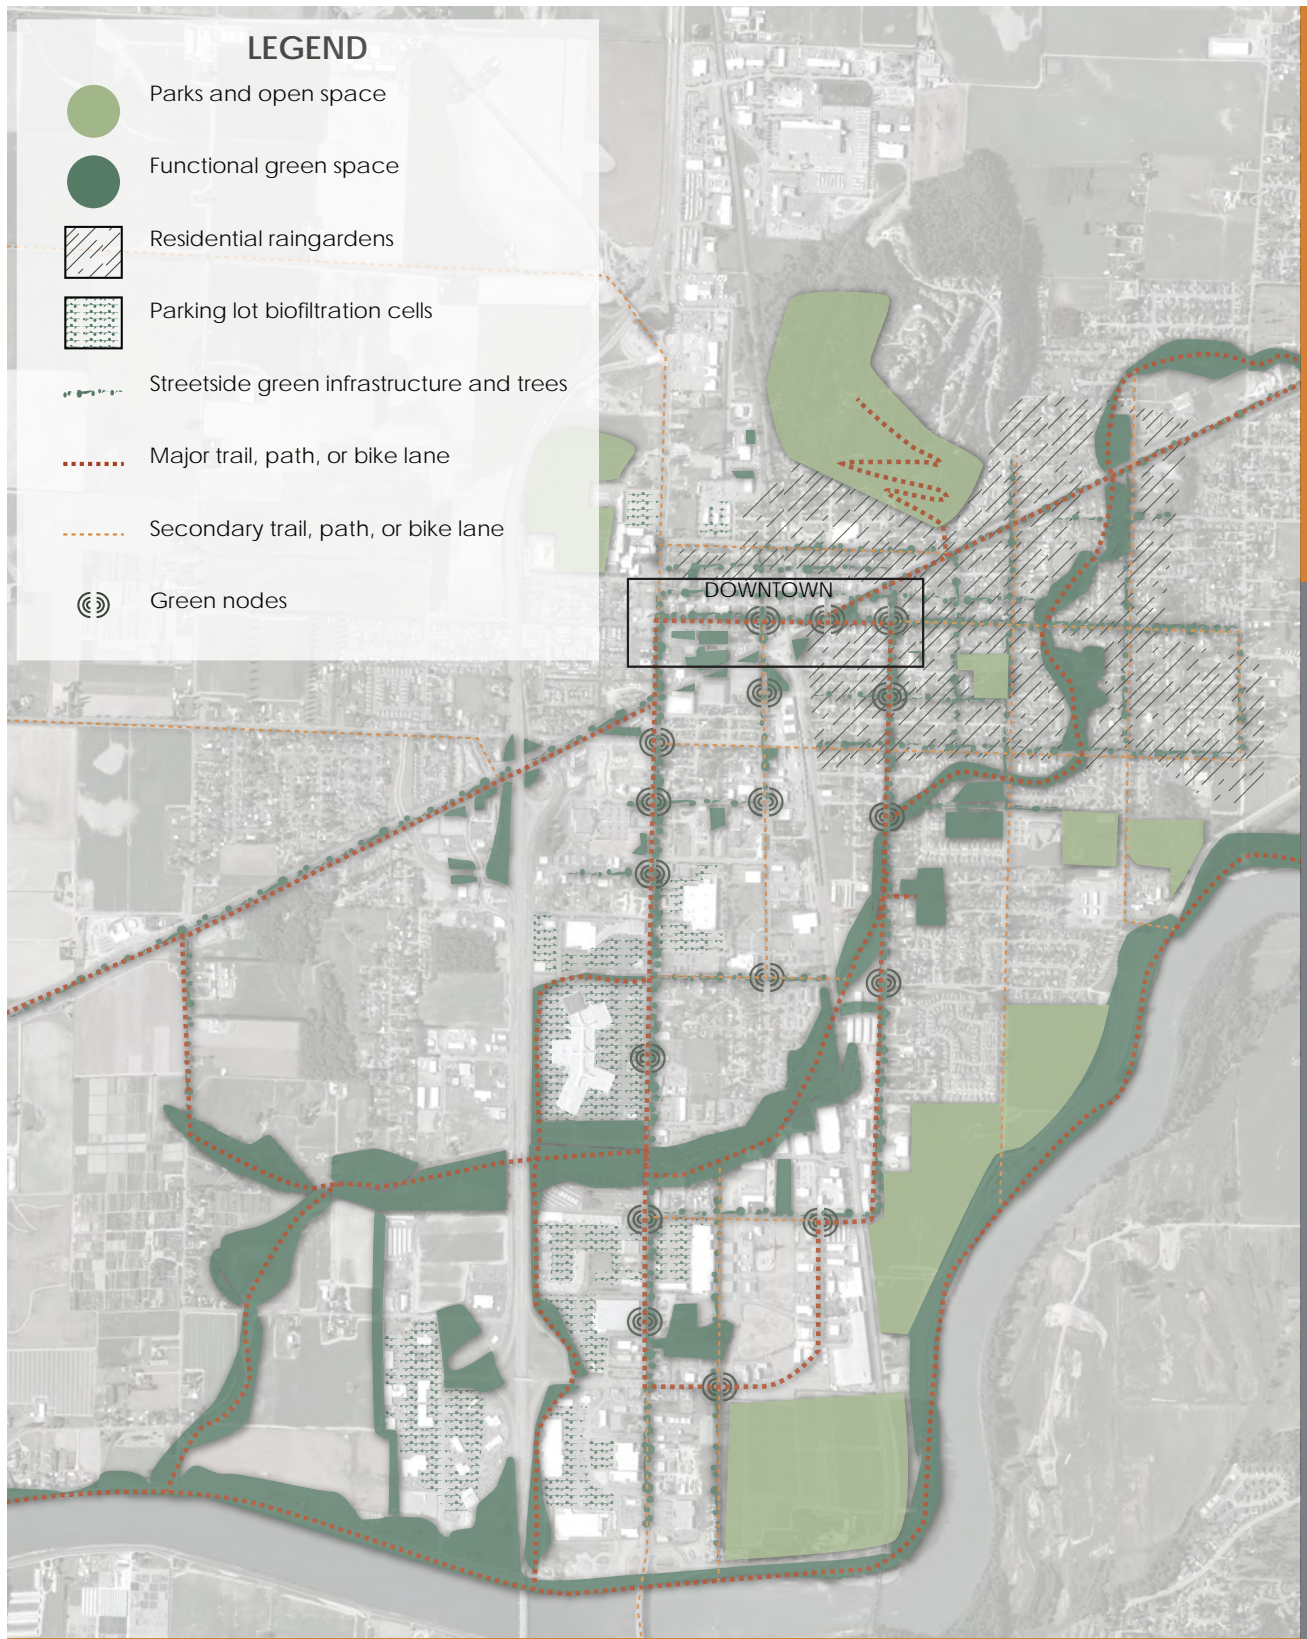 LEGEND
Parks and open space
Functional green space
Residential raingardens
Parking lot biofiltration cells
Streetside green infrastructure and trees
Major trail, path, or bike lane
Secondary trail, path, or bike lane
Green nodes
DOWNTOWN